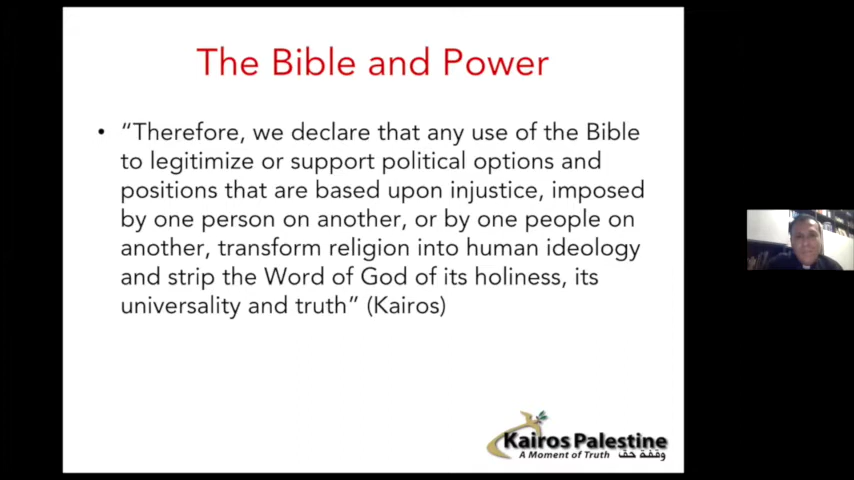 The Bible and Power
• “Therefore, we declare that any use of the Bible
to legitimize or support political options and
positions that are based upon injustice, imposed
by one person on another, or by one people on
another, transform religion into human ideology
and strip the Word of God of its holiness, its
universality and truth” (Kairos)
Kairos Palestine
A Moment of Truth وقفة حق